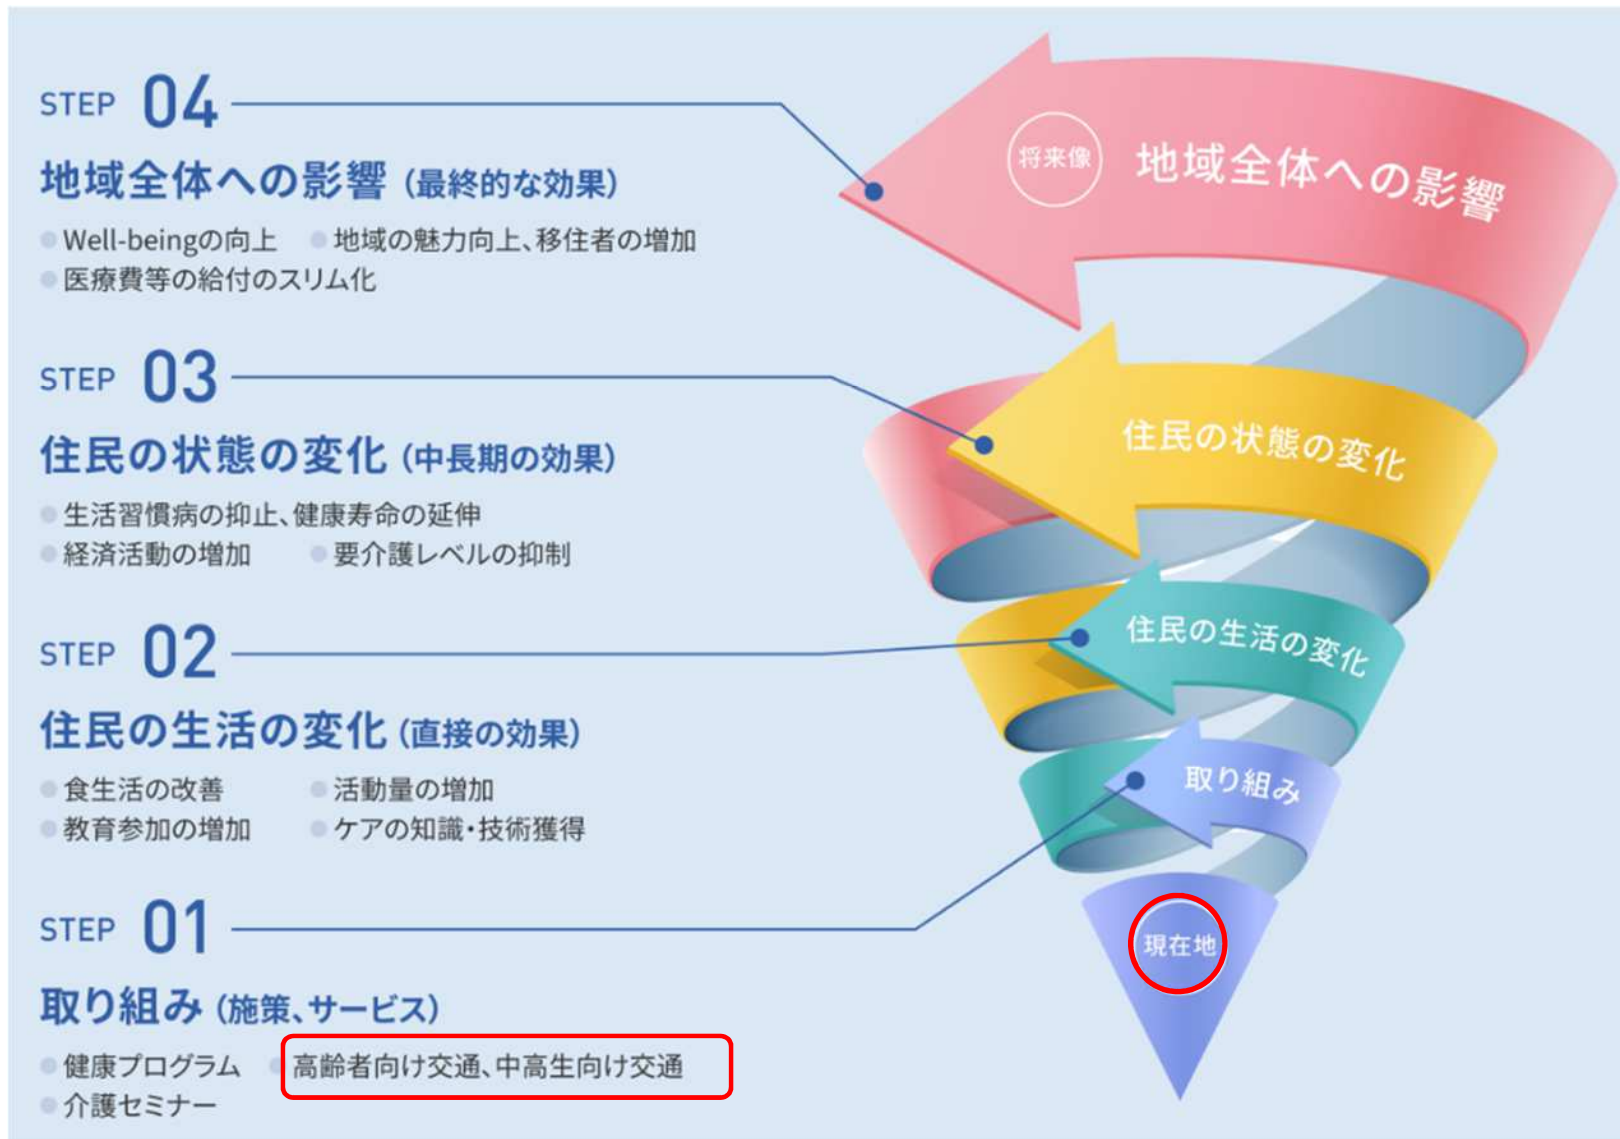 STEP 04
地域全体への影響（最終的な効果）
Well-beingの向上
地域の魅力向上、移住者の増加
医療費等の給付のスリム化
STEP 03
住民の状態の変化（中長期の効果）
生活習慣病の抑止、健康寿命の延伸
経済活動の増加
要介護レベルの抑制
STEP 02
住民の生活の変化（直接の効果）
食生活の改善
活動量の増加
教育参加の増加
ケアの知識・技術獲得
STEP 01
取り組み（施策、サービス）
健康プログラム
高齢者向け交通、中高生向け交通
介護セミナー
将来像
地域全体への影響
住民の状態の変化
住民の生活の変化
取り組み
現在地